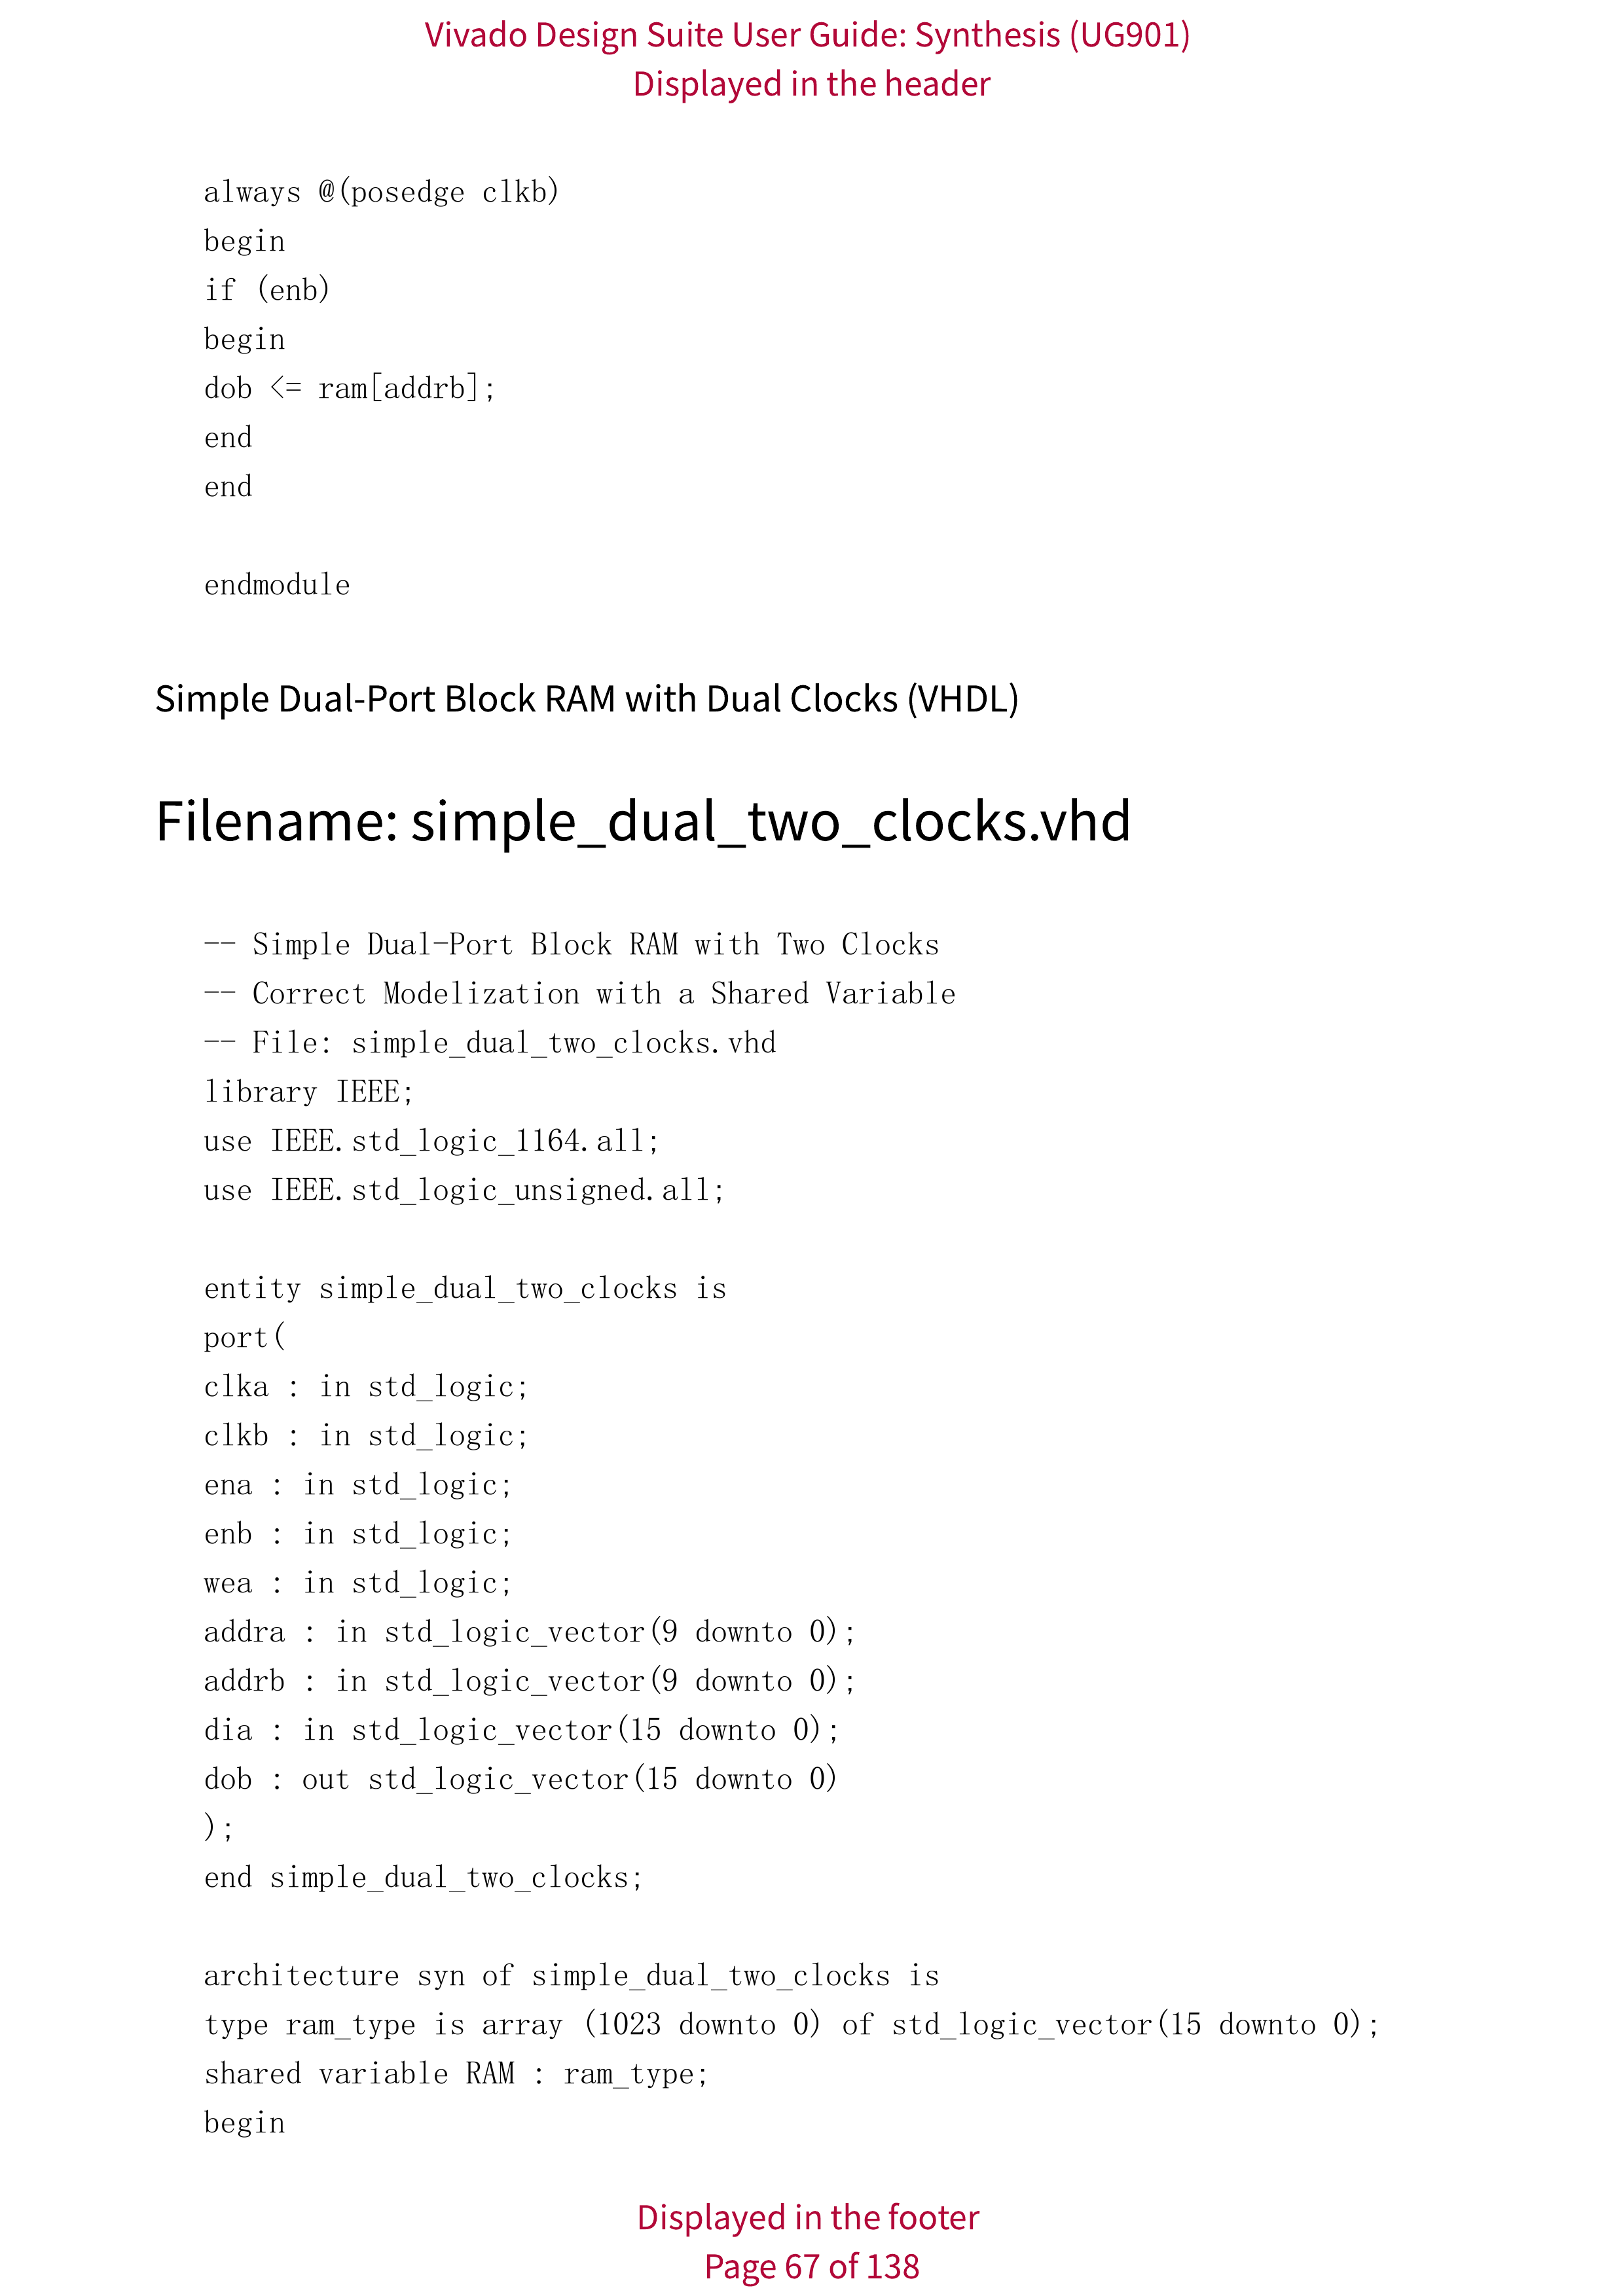 Vivado Design Suite User Guide: Synthesis (UG901)
Displayed in the header
always @(posedge clkb)
begin
if (enb)
begin
dob <= ram[addrb];
end
end
endmodule
Simple Dual-Port Block RAM with Dual Clocks (VHDL)
Filename: simple_dual_two_clocks.vhd
-- Simple Dual-Port Block RAM with Two Clocks
-- Correct Modelization with a Shared Variable
-- File: simple_dual_two_clocks.vhd
library IEEE;
use IEEE.std_logic_1164.all;
use IEEE.std_logic_unsigned.all;
entity simple_dual_two_clocks is
port(
clka : in std_logic;
clkb : in std_logic;
ena : in std_logic;
enb : in std_logic;
wea : in std_logic;
addra : in std_logic_vector(9 downto 0);
addrb : in std_logic_vector(9 downto 0);
dia : in std_logic_vector(15 downto 0);
dob : out std_logic_vector(15 downto 0)
);
end simple_dual_two_clocks;
architecture syn of simple_dual_two_clocks is
type ram_type is array (1023 downto 0) of std_logic_vector(15 downto 0);
shared variable RAM : ram_type;
begin
Displayed in the footer
Page 67 of 138